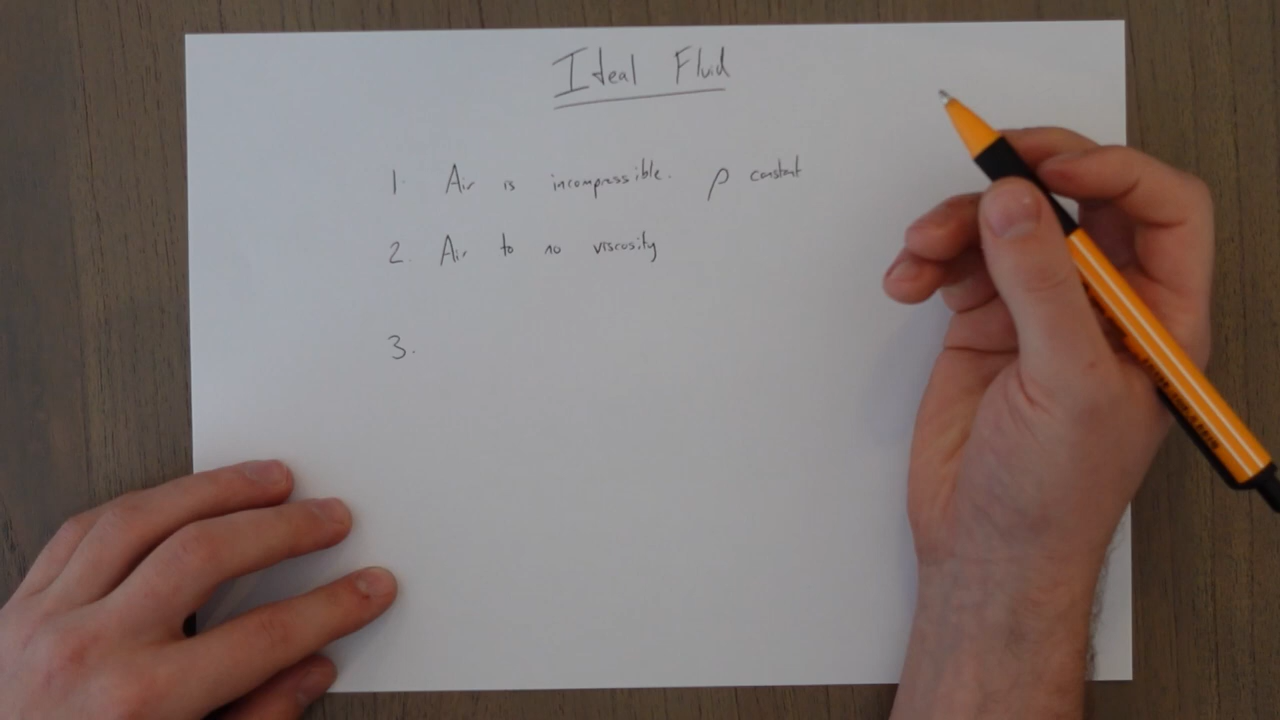 Ideal Fluid
1. Air is incompressible. ρ constant
2. Air to no viscosity
3.